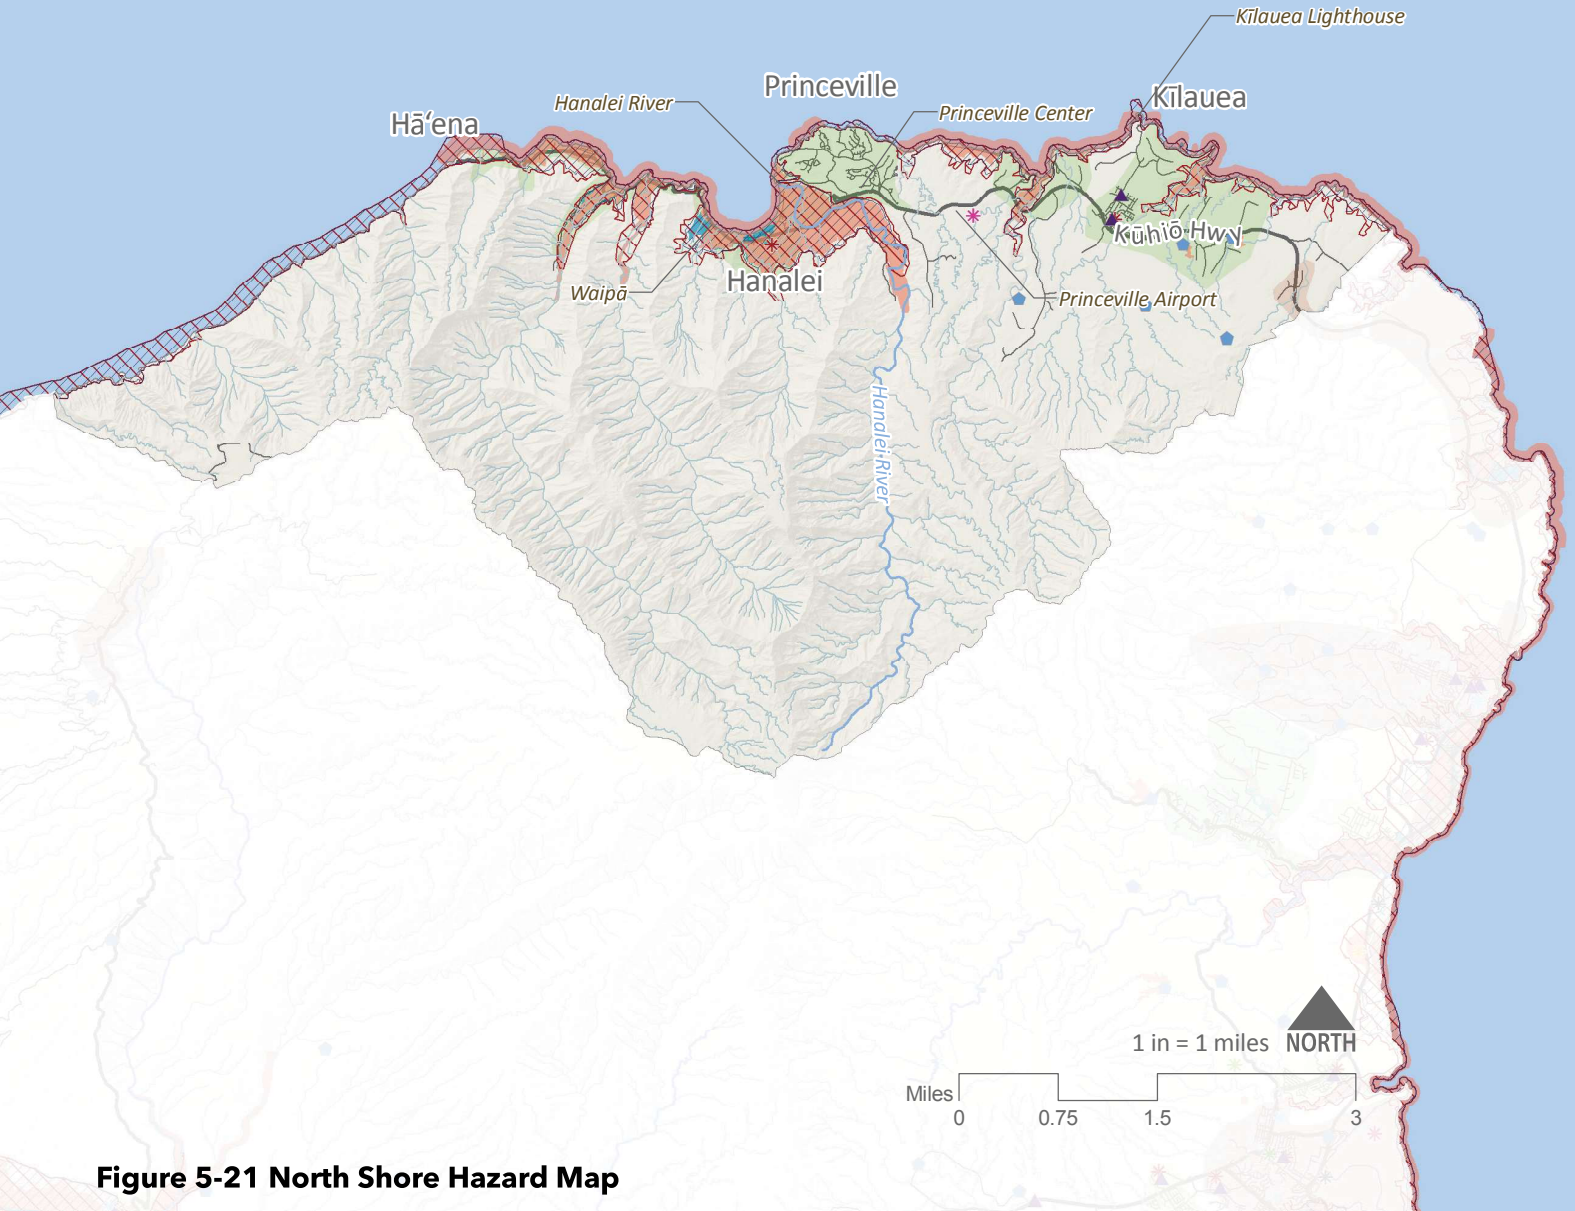 Kīlauea Lighthouse
Princeville
Kīlauea
Hanalei River
Princeville Center
Hāʻena
Kūhiō Hwy
Hanalei
Waipā
Princeville Airport
Hanalei River
1 in = 1 miles
NORTH
Miles
0
0.75
1.5
3
Figure 5-21 North Shore Hazard Map